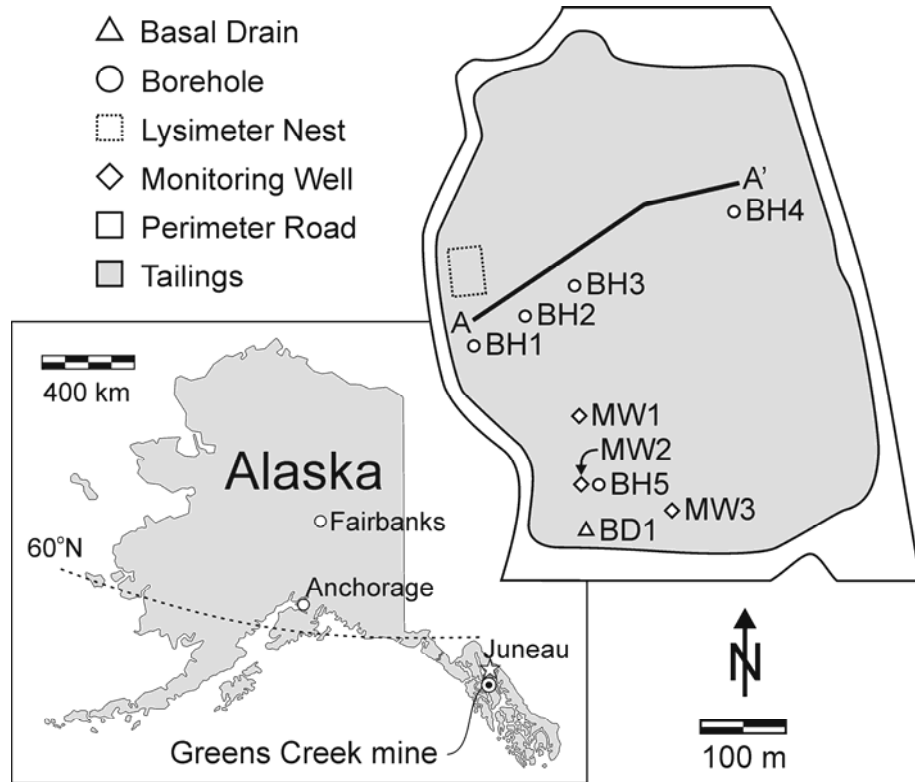 Basal Drain
Borehole
Lysimeter Nest
Monitoring Well
Perimeter Road
Tailings
A'
BH4
BH3
A
BH2
BH1
MW1
MW2
BH5
MW3
BD1
400 km
Alaska
Fairbanks
60°N
Anchorage
Juneau
Greens Creek mine
N
100 m